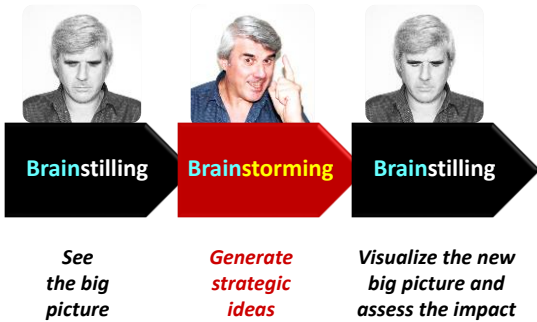 Brainstilling
Brainstorming
Brainstilling
See
the big
picture
Generate
strategic
ideas
Visualize the new
big picture and
assess the impact